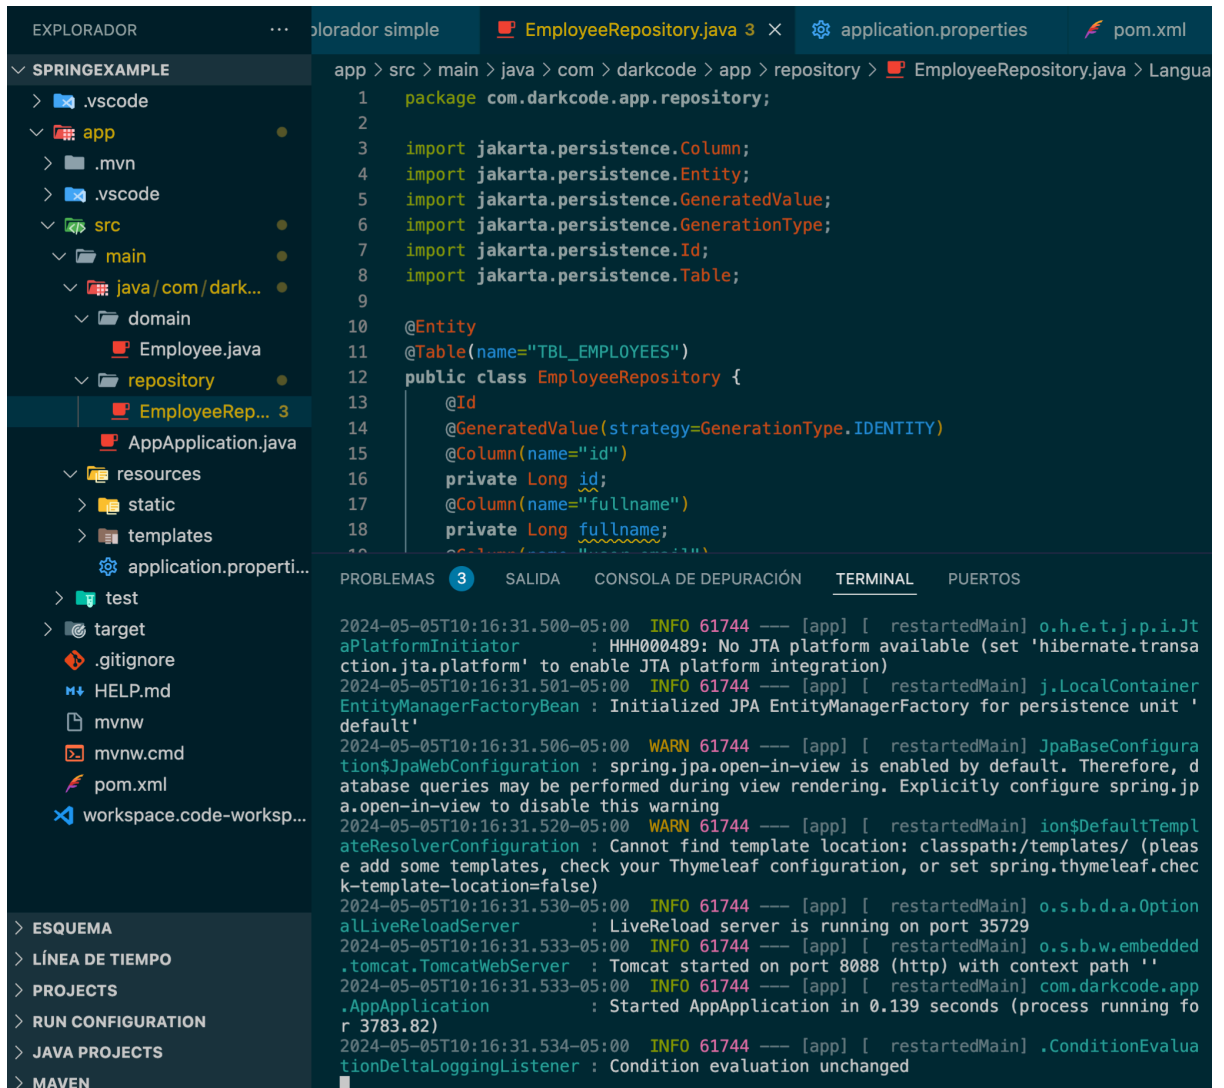 EXPLORADOR ···
SPRINGEXAMPLE
.vscode
app
.mvn
.vscode
src
main
java/com/dark...
domain
Employee.java
repository
EmployeeRep... 3
AppApplication.java
resources
static
templates
application.properti...
test
target
.gitignore
HELP.md
mvnw
mvnw.cmd
pom.xml
workspace.code-worksp...
ESQUEMA
LÍNEA DE TIEMPO
PROJECTS
RUN CONFIGURATION
JAVA PROJECTS
MAVEN
plorador simple EmployeeRepository.java 3 application.properties pom.xml
app > src > main > java > com > darkcode > app > repository > EmployeeRepository.java > Langua
1 package com.darkcode.app.repository;
2
3 import jakarta.persistence.Column;
4 import jakarta.persistence.Entity;
5 import jakarta.persistence.GeneratedValue;
6 import jakarta.persistence.GenerationType;
7 import jakarta.persistence.Id;
8 import jakarta.persistence.Table;
9
10 @Entity
11 @Table(name="TBL_EMPLOYEES")
12 public class EmployeeRepository {
13 @Id
14 @GeneratedValue(strategy=GenerationType.IDENTITY)
15 @Column(name="id")
16 private Long id;
17 @Column(name="fullname")
18 private Long fullname;
PROBLEMAS 3 SALIDA CONSOLA DE DEPURACIÓN TERMINAL PUERTOS
2024-05-05T10:16:31.500-05:00 INFO 61744 --- [app] [ restartedMain] o.h.e.t.j.p.i.Jt
aPlatformInitiator : HHH000489: No JTA platform available (set 'hibernate.transa
ction.jta.platform' to enable JTA platform integration)
2024-05-05T10:16:31.501-05:00 INFO 61744 --- [app] [ restartedMain] j.LocalContainer
EntityManagerFactoryBean : Initialized JPA EntityManagerFactory for persistence unit '
default'
2024-05-05T10:16:31.506-05:00 WARN 61744 --- [app] [ restartedMain] JpaBaseConfigura
tion$JpaWebConfiguration : spring.jpa.open-in-view is enabled by default. Therefore, d
atabase queries may be performed during view rendering. Explicitly configure spring.jp
a.open-in-view to disable this warning
2024-05-05T10:16:31.520-05:00 WARN 61744 --- [app] [ restartedMain] ion$DefaultTempl
ateResolverConfiguration : Cannot find template location: classpath:/templates/ (pleas
e add some templates, check your Thymeleaf configuration, or set spring.thymeleaf.chec
k-template-location=false)
2024-05-05T10:16:31.530-05:00 INFO 61744 --- [app] [ restartedMain] o.s.b.d.a.Option
alLiveReloadServer : LiveReload server is running on port 35729
2024-05-05T10:16:31.533-05:00 INFO 61744 --- [app] [ restartedMain] o.s.b.w.embedded
.tomcat.TomcatWebServer : Tomcat started on port 8088 (http) with context path ''
2024-05-05T10:16:31.533-05:00 INFO 61744 --- [app] [ restartedMain] com.darkcode.app
.AppApplication : Started AppApplication in 0.139 seconds (process running fo
r 3783.82)
2024-05-05T10:16:31.534-05:00 INFO 61744 --- [app] [ restartedMain] .ConditionEvalua
tionDeltaLoggingListener : Condition evaluation unchanged